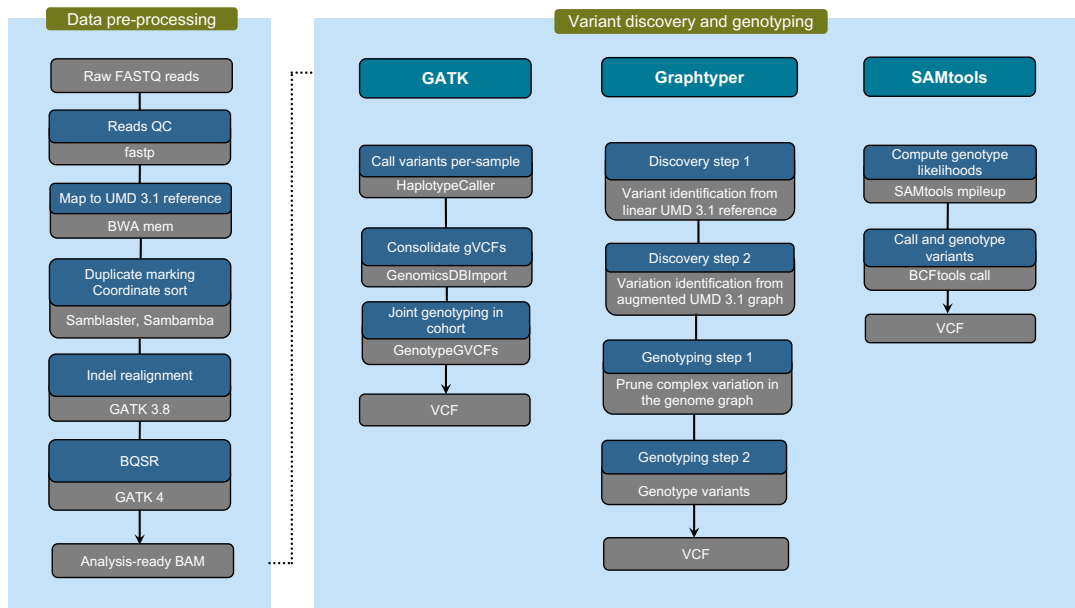 Data pre-processing
Raw FASTQ reads
Reads QC
fastp
Map to UMD 3.1 reference
BWA mem
Duplicate marking
Coordinate sort
Samblaster, Sambamba
Indel realignment
GATK 3.8
BQSR
GATK 4
Analysis-ready BAM
Variant discovery and genotyping
GATK
Call variants per-sample
HaplotypeCaller
Consolidate gVCFs
GenomicsDBImport
Joint genotyping in
cohort
GenotypeGVCFs
VCF
Graphtyper
Discovery step 1
Variant identification from
linear UMD 3.1 reference
Discovery step 2
Variation identification from
augmented UMD 3.1 graph
Genotyping step 1
Prune complex variation in
the genome graph
Genotyping step 2
Genotype variants
VCF
SAMtools
Compute genotype
likelihoods
SAMtools mpileup
Call and genotype
variants
BCFtools call
VCF